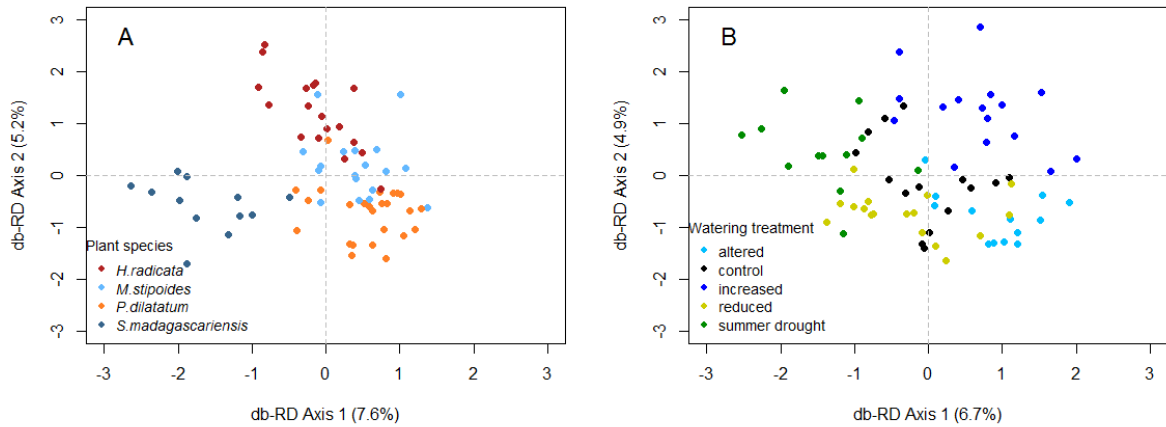 A
3
2
1
0
-1
-2
-3
db-RD Axis 2 (5.2%)
Plant species
H.radicata
M.stipoides
P.dilatatum
S.madagascariensis
-3 -2 -1 0 1 2 3
db-RD Axis 1 (7.6%)
B
3
2
1
0
-1
-2
-3
db-RD Axis 2 (4.9%)
Watering treatment
altered
control
increased
reduced
summer drought
-3 -2 -1 0 1 2 3
db-RD Axis 1 (6.7%)